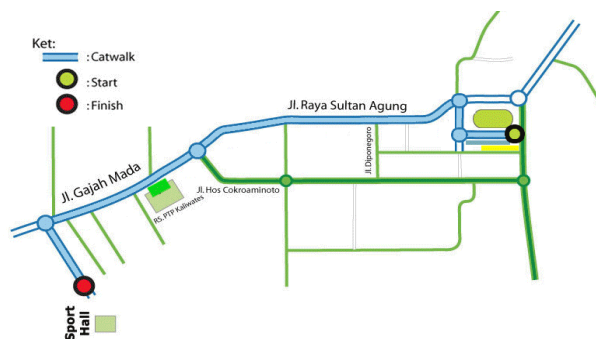 Ket:
: Catwalk
: Start
: Finish
Jl. Raya Sultan Agung
Jl. Diponegoro
Jl. Gajah Mada
RS. PTP Kaliwates
Jl. Hos Cokroaminoto
Sport
Hall